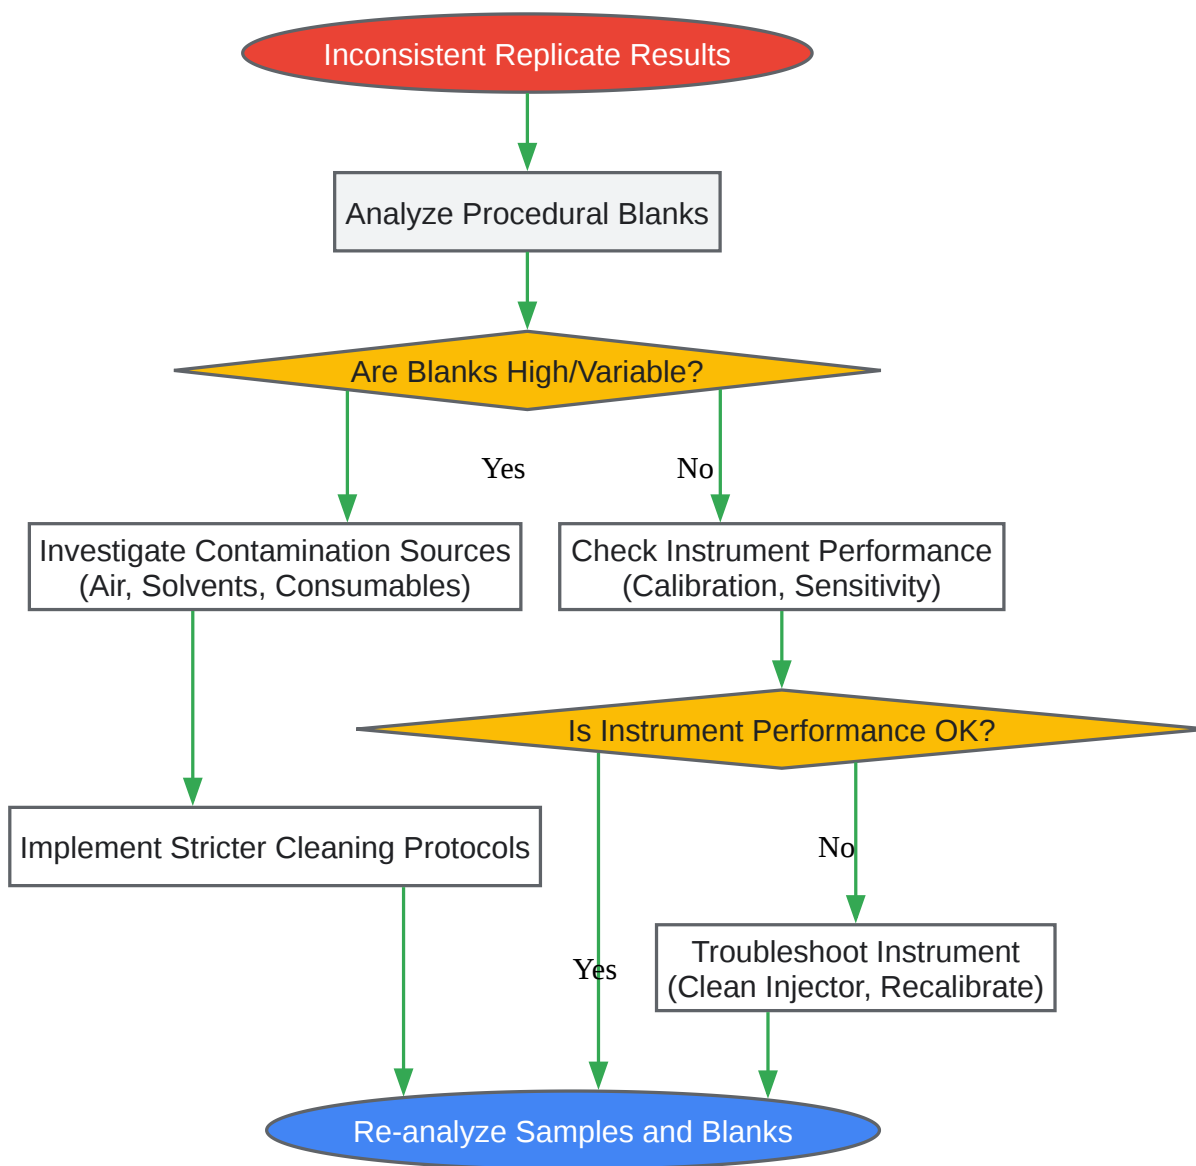 Inconsistent Replicate Results
Analyze Procedural Blanks
Are Blanks High/Variable?
Yes
No
Investigate Contamination Sources
(Air, Solvents, Consumables)
Check Instrument Performance
(Calibration, Sensitivity)
Is Instrument Performance OK?
Implement Stricter Cleaning Protocols
No
Yes
Troubleshoot Instrument
(Clean Injector, Recalibrate)
Re-analyze Samples and Blanks